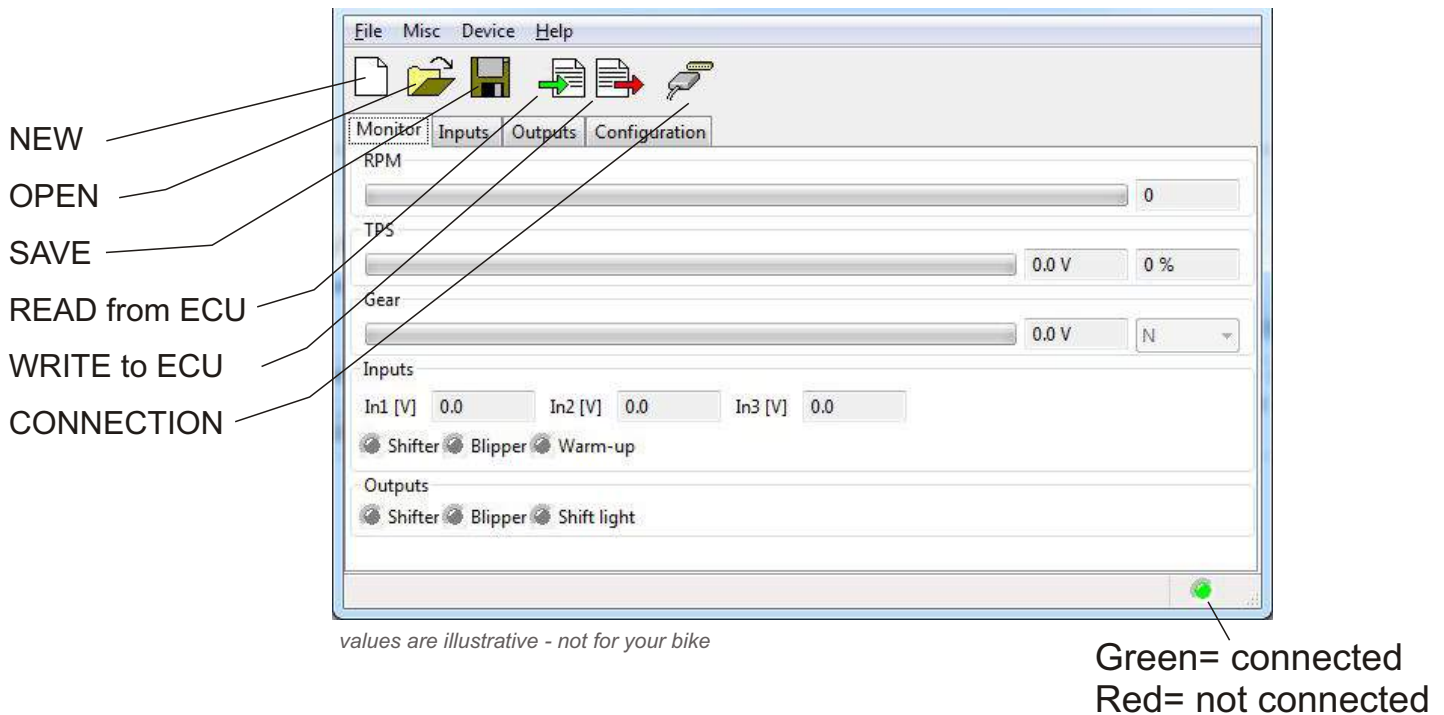 File Misc Device Help
NEW
OPEN
SAVE
READ from ECU
WRITE to ECU
CONNECTION
Monitor Inputs Outputs Configuration
RPM
0
TPS
0.0 V 0 %
Gear
0.0 V N
Inputs
In1 [V] 0.0 In2 [V] 0.0 In3 [V] 0.0
Shifter Blipper Warm-up
Outputs
Shifter Blipper Shift light
values are illustrative - not for your bike
Green= connected
Red= not connected